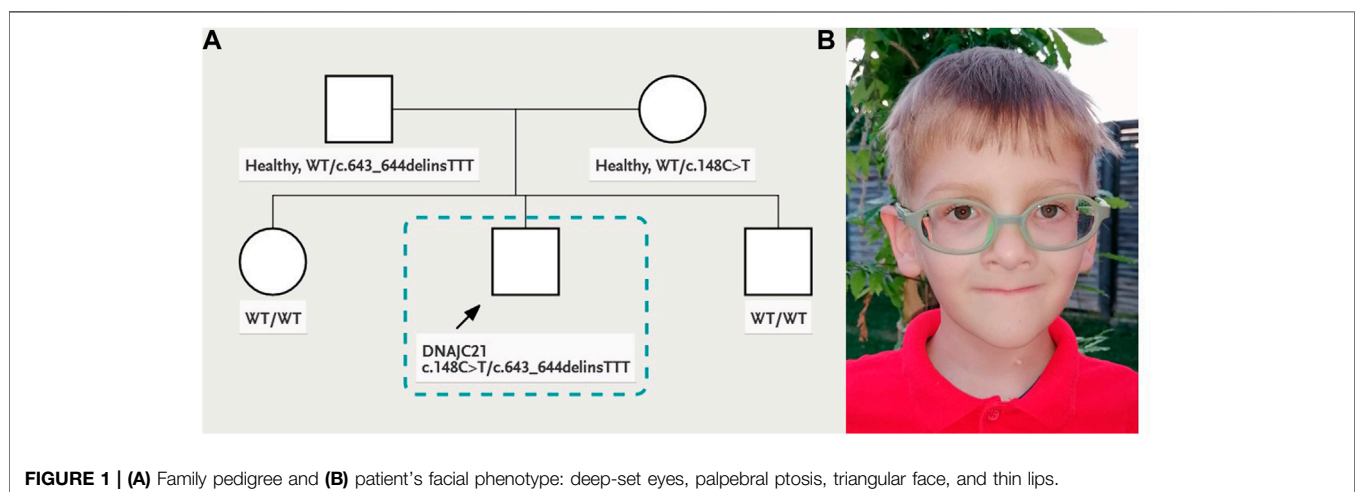 A
B
Healthy, WT/c.643_644delinsTTT
Healthy, WT/c.148C>T
WT/WT
WT/WT
DNAJC21
c.148C>T/c.643_644delinsTTT
FIGURE 1 | (A) Family pedigree and (B) patient's facial phenotype: deep-set eyes, palpebral ptosis, triangular face, and thin lips.